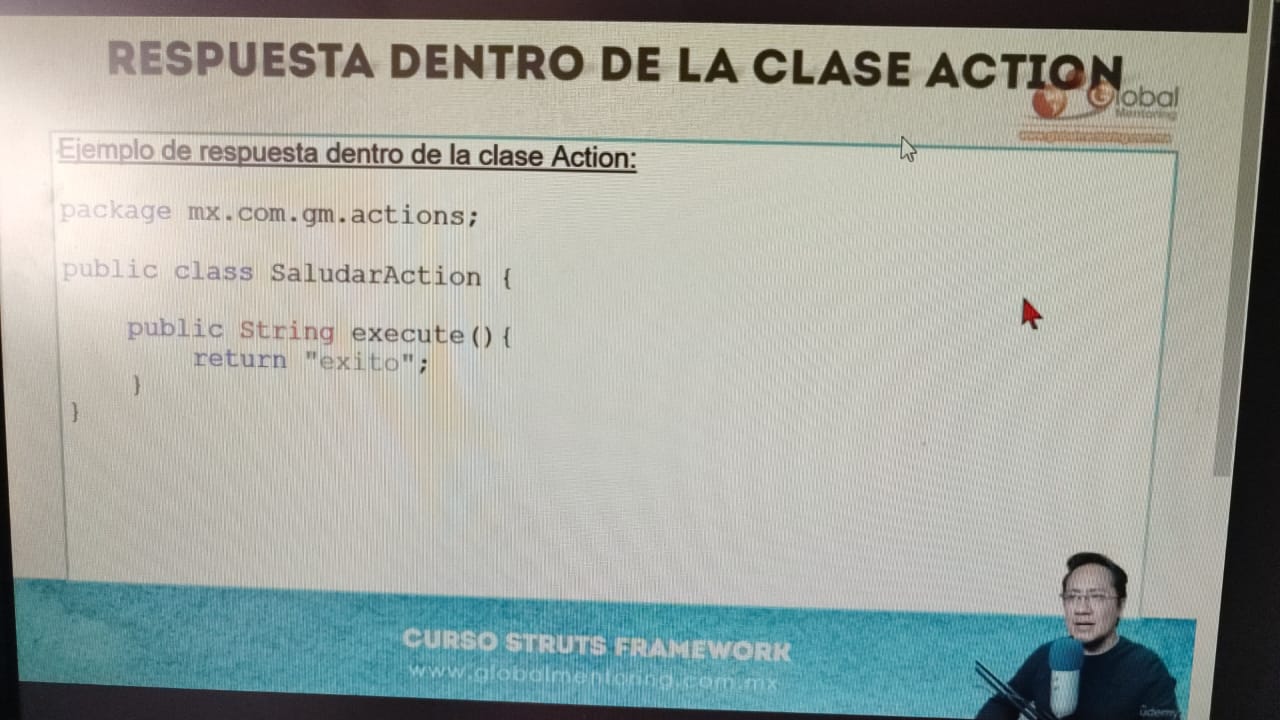 RESPUESTA DENTRO DE LA CLASE ACTION
Global
Mentoring
Ejemplo de respuesta dentro de la clase Action:
package mx.com.gm.actions;
public class SaludarAction {
public String execute(){
return "exito";
}
}
CURSO STRUTS FRAMEWORK
www.globalmentoring.com.mx
udemy